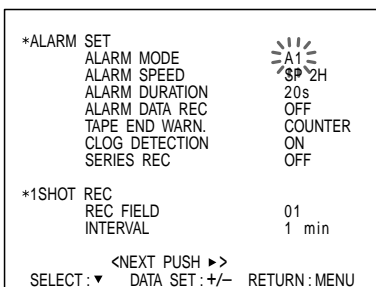 *ALARM SET
ALARM MODE A1
ALARM SPEED SP 2H
ALARM DURATION 20s
ALARM DATA REC OFF
TAPE END WARN. COUNTER
CLOG DETECTION ON
SERIES REC OFF
*1SHOT REC
REC FIELD 01
INTERVAL 1 min
<NEXT PUSH ►>
SELECT : ▼ DATA SET : +/– RETURN : MENU